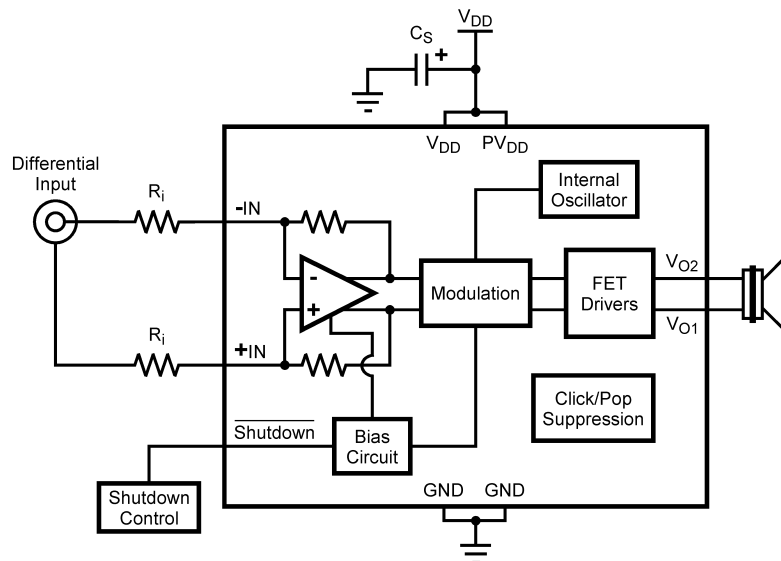 V_DD
C_S
+
V_DD PV_DD
Differential
Input
R_i
-IN
Internal
Oscillator
-
+
Modulation
FET
Drivers
V_O2
V_O1
R_i
+IN
Click/Pop
Suppression
Shutdown
Bias
Circuit
Shutdown
Control
GND GND